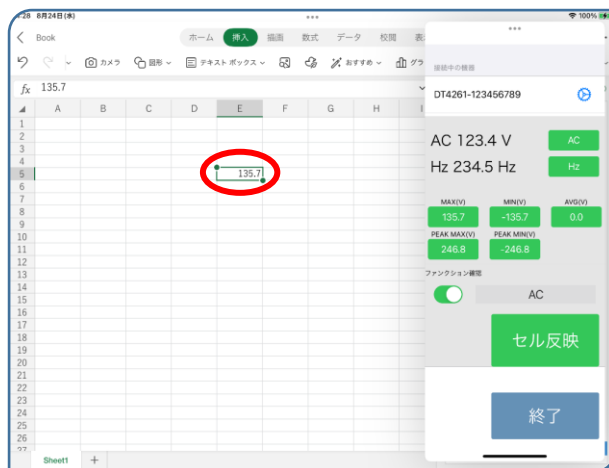 :28 8月24日(水)
100%
Book
ホーム 挿入 描画 数式 データ 校閲 表
カメラ 図形 テキスト ボックス おすすめ グラ
fx 135.7
A B C D E F G H I
1
2
3
4
5 135.7
6
7
8
9
10
11
12
13
14
15
16
17
18
19
20
21
22
23
24
25
26
27
Sheet1 +
接続中の機器
DT4261-123456789
AC 123.4 V AC
Hz 234.5 Hz Hz
MAX(V) MIN(V) AVG(V)
135.7 -135.7 0.0
PEAK MAX(V) PEAK MIN(V)
246.8 -246.8
ファンクション確認
AC
セル反映
終了